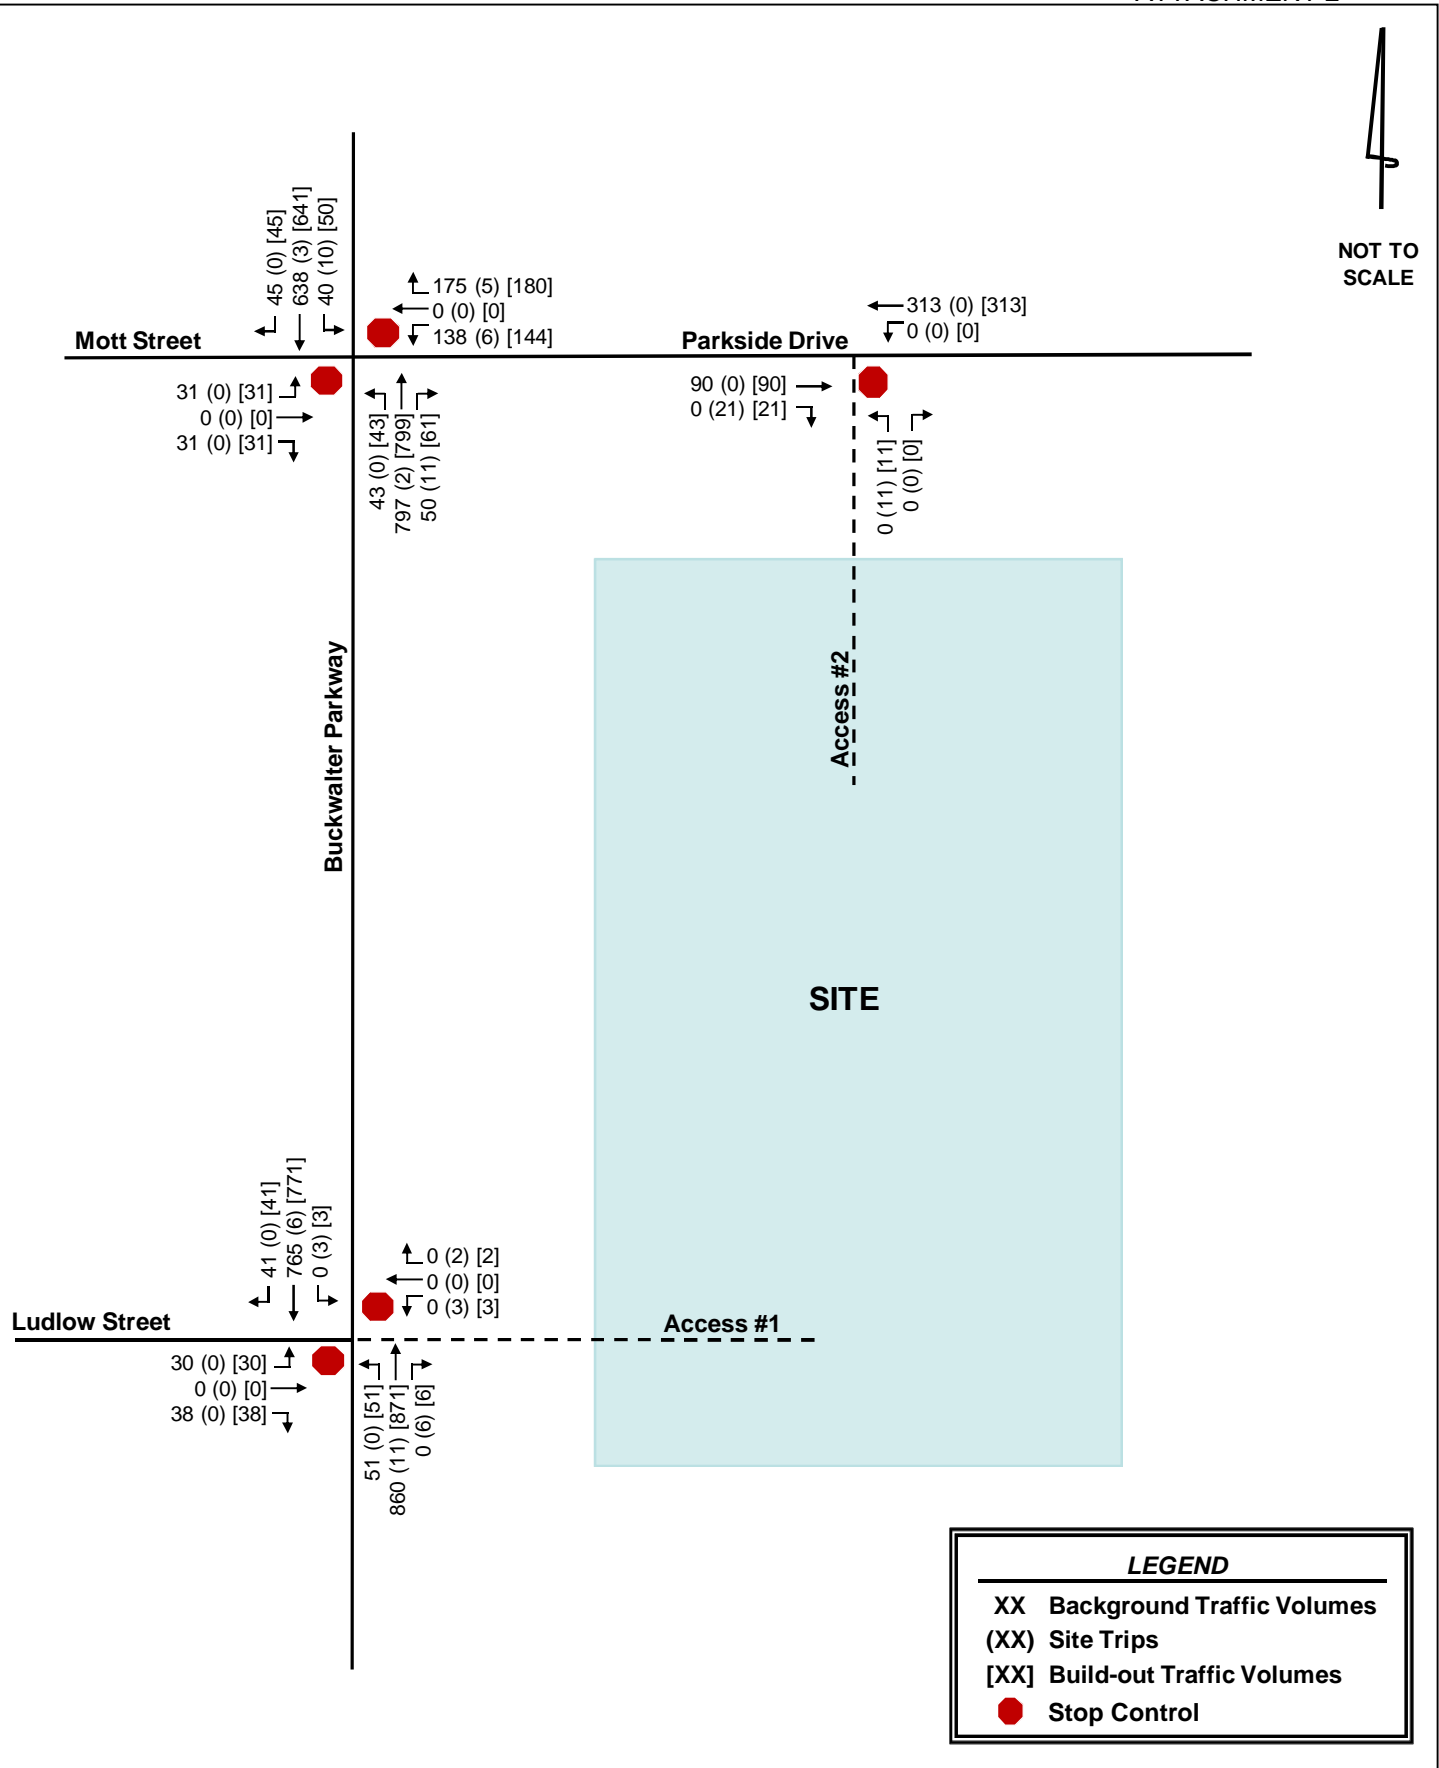 NOT TO
SCALE
45 (0) [45]
638 (3) [641]
40 (10) [50]
175 (5) [180]
0 (0) [0]
138 (6) [144]
Mott Street
31 (0) [31]
0 (0) [0]
31 (0) [31]
43 (0) [43]
797 (2) [799]
50 (11) [61]
Parkside Drive
313 (0) [313]
0 (0) [0]
90 (0) [90]
0 (21) [21]
0 (11) [11]
0 (0) [0]
Buckwalter Parkway
Access #2
SITE
41 (0) [41]
765 (6) [771]
0 (3) [3]
0 (2) [2]
0 (0) [0]
0 (3) [3]
Ludlow Street
Access #1
30 (0) [30]
0 (0) [0]
38 (0) [38]
51 (0) [51]
860 (11) [871]
0 (6) [6]
LEGEND
XX Background Traffic Volumes
(XX) Site Trips
[XX] Build-out Traffic Volumes
Stop Control